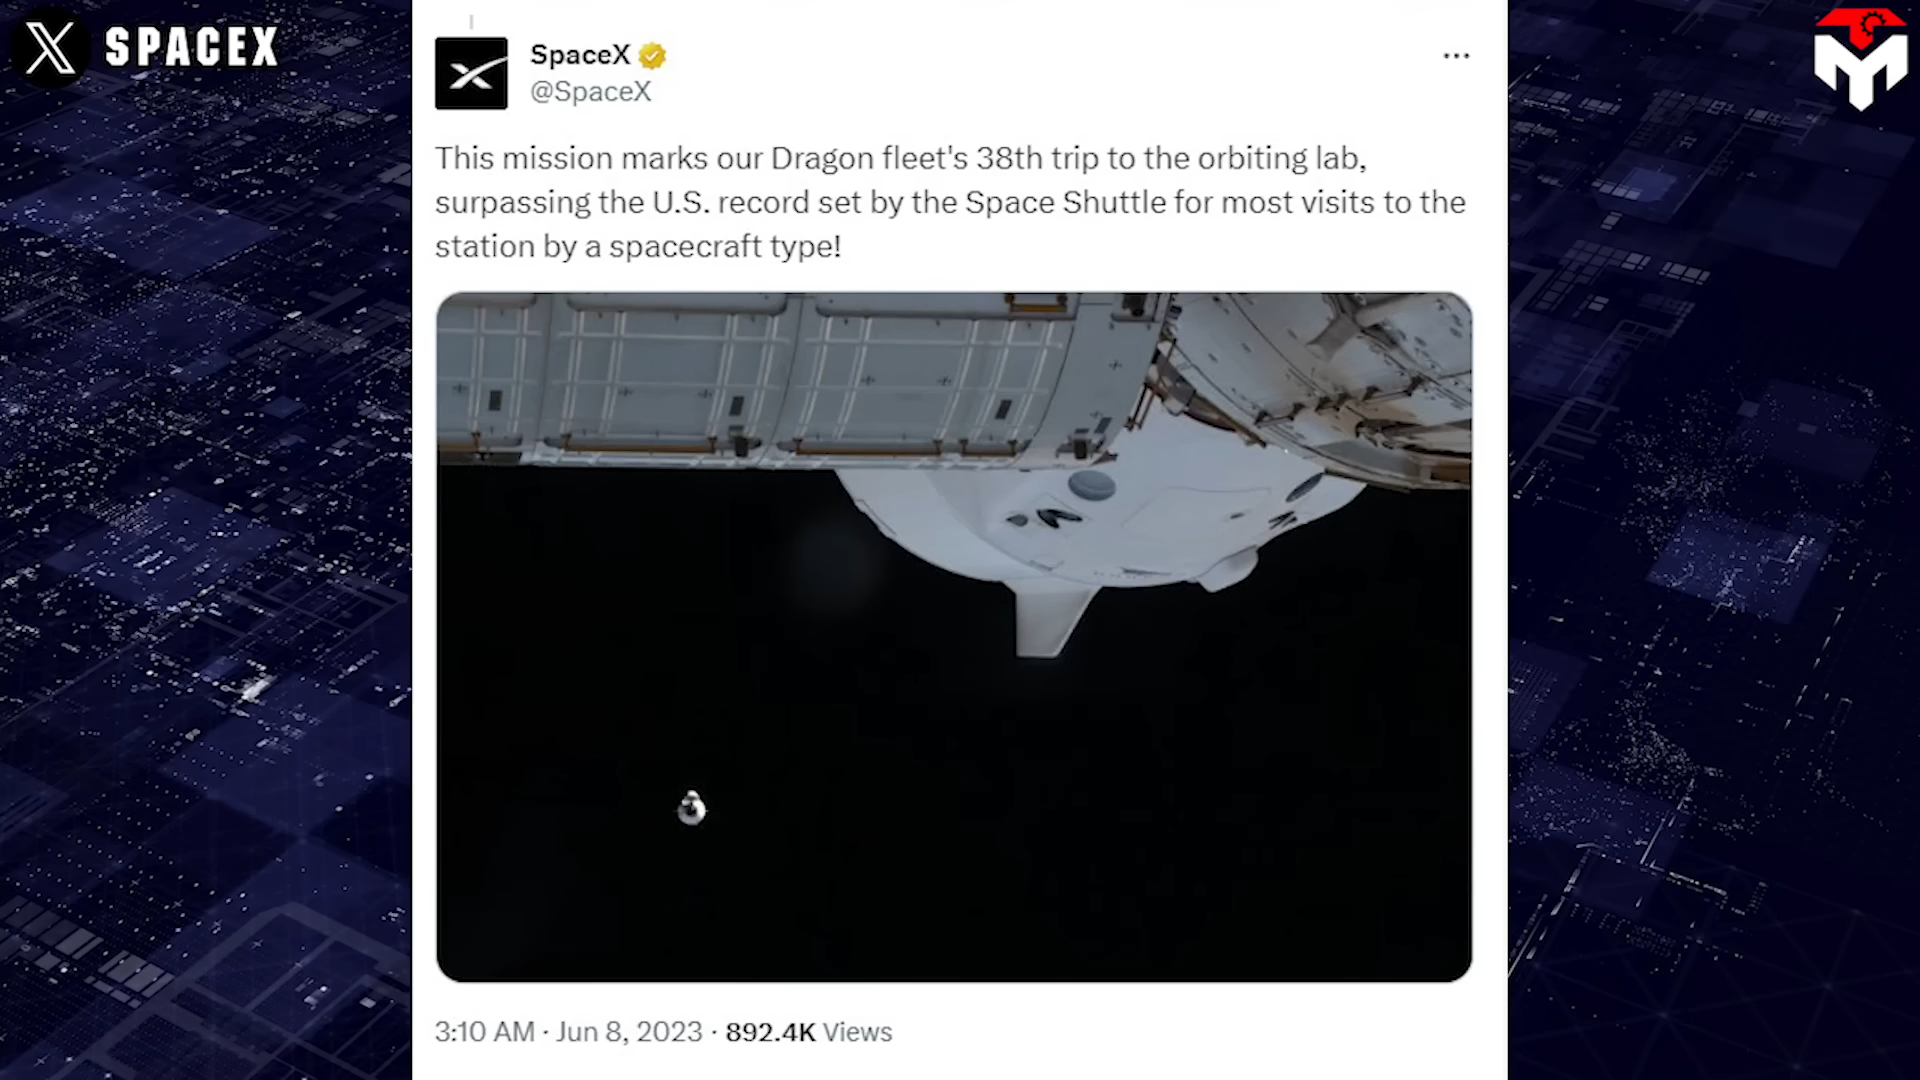 SPACEX
SpaceX
@SpaceX
This mission marks our Dragon fleet's 38th trip to the orbiting lab,
surpassing the U.S. record set by the Space Shuttle for most visits to the
station by a spacecraft type!
3:10 AM · Jun 8, 2023 · 892.4K Views